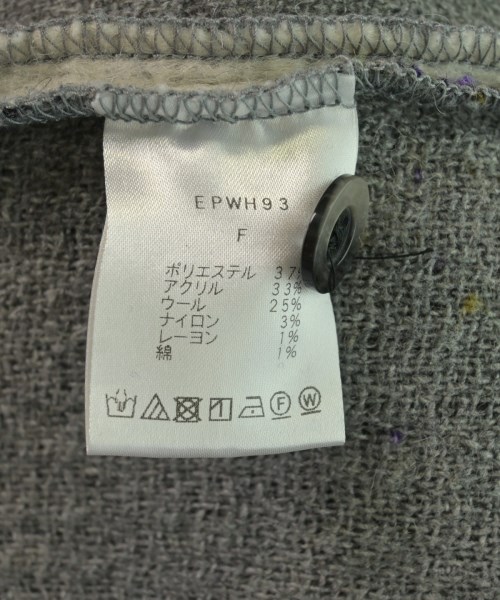 EPWH93
F
ポリエステル 37%
アクリル 33%
ウール 25%
ナイロン 3%
レーヨン 1%
綿 1%
F W